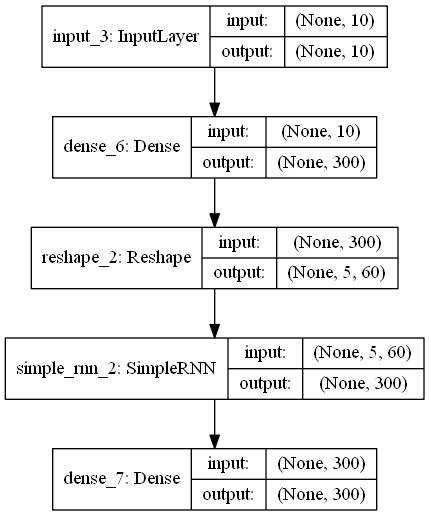 input_3: InputLayer
input: (None, 10)
output: (None, 10)
dense_6: Dense
input: (None, 10)
output: (None, 300)
reshape_2: Reshape
input: (None, 300)
output: (None, 5, 60)
simple_rnn_2: SimpleRNN
input: (None, 5, 60)
output: (None, 300)
dense_7: Dense
input: (None, 300)
output: (None, 300)